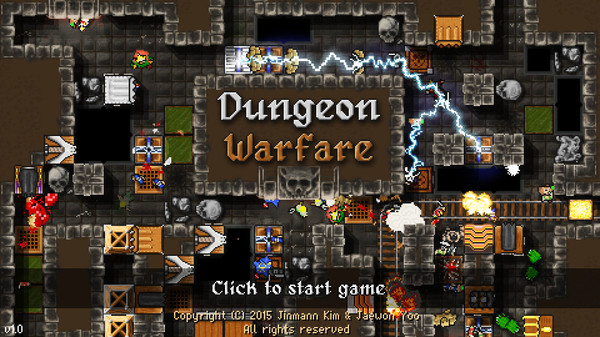 Dungeon
Warfare
Click to start game
Copyright (C) 2015 Jinmann Kim & Jaewon Yoo
All rights reserved
v1.0